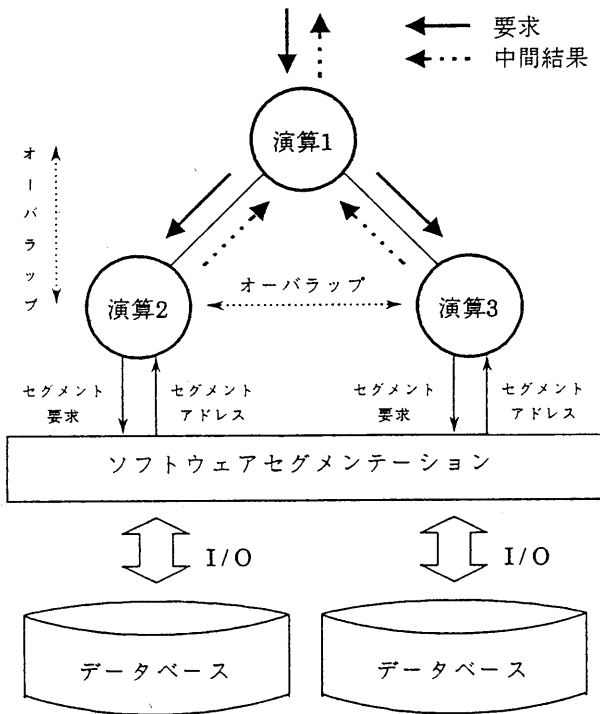 要求
中間結果
演算1
オーバラップ
オーバラップ
演算2
演算3
セグメント
要求
セグメント
アドレス
セグメント
要求
セグメント
アドレス
ソフトウェアセグメンテーション
I/O
I/O
データベース
データベース